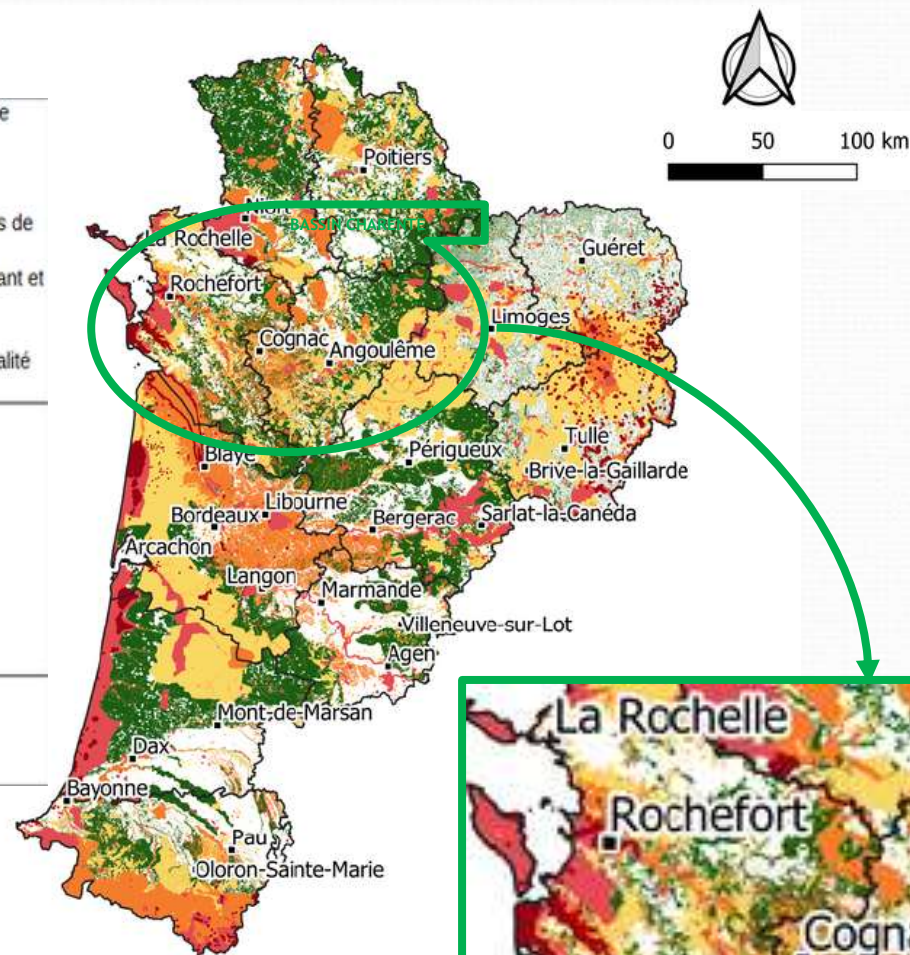 e
s de
ant et
alité
0 50 100 km
Poitiers
Niort
BASSIN CHARENTE
La Rochelle
Guéret
Rochefort
Limoges
Cognac
Angoulême
Tulle
Blaye
Périgueux
Brive-la-Gaillarde
Libourne
Bordeaux
Bergerac
Sarlat-la-Canéda
Arcachon
Langon
Marmande
Villeneuve-sur-Lot
Agen
Mont-de-Marsan
Dax
Bayonne
Pau
Oloron-Sainte-Marie
La Rochelle
Rochefort
Cogna